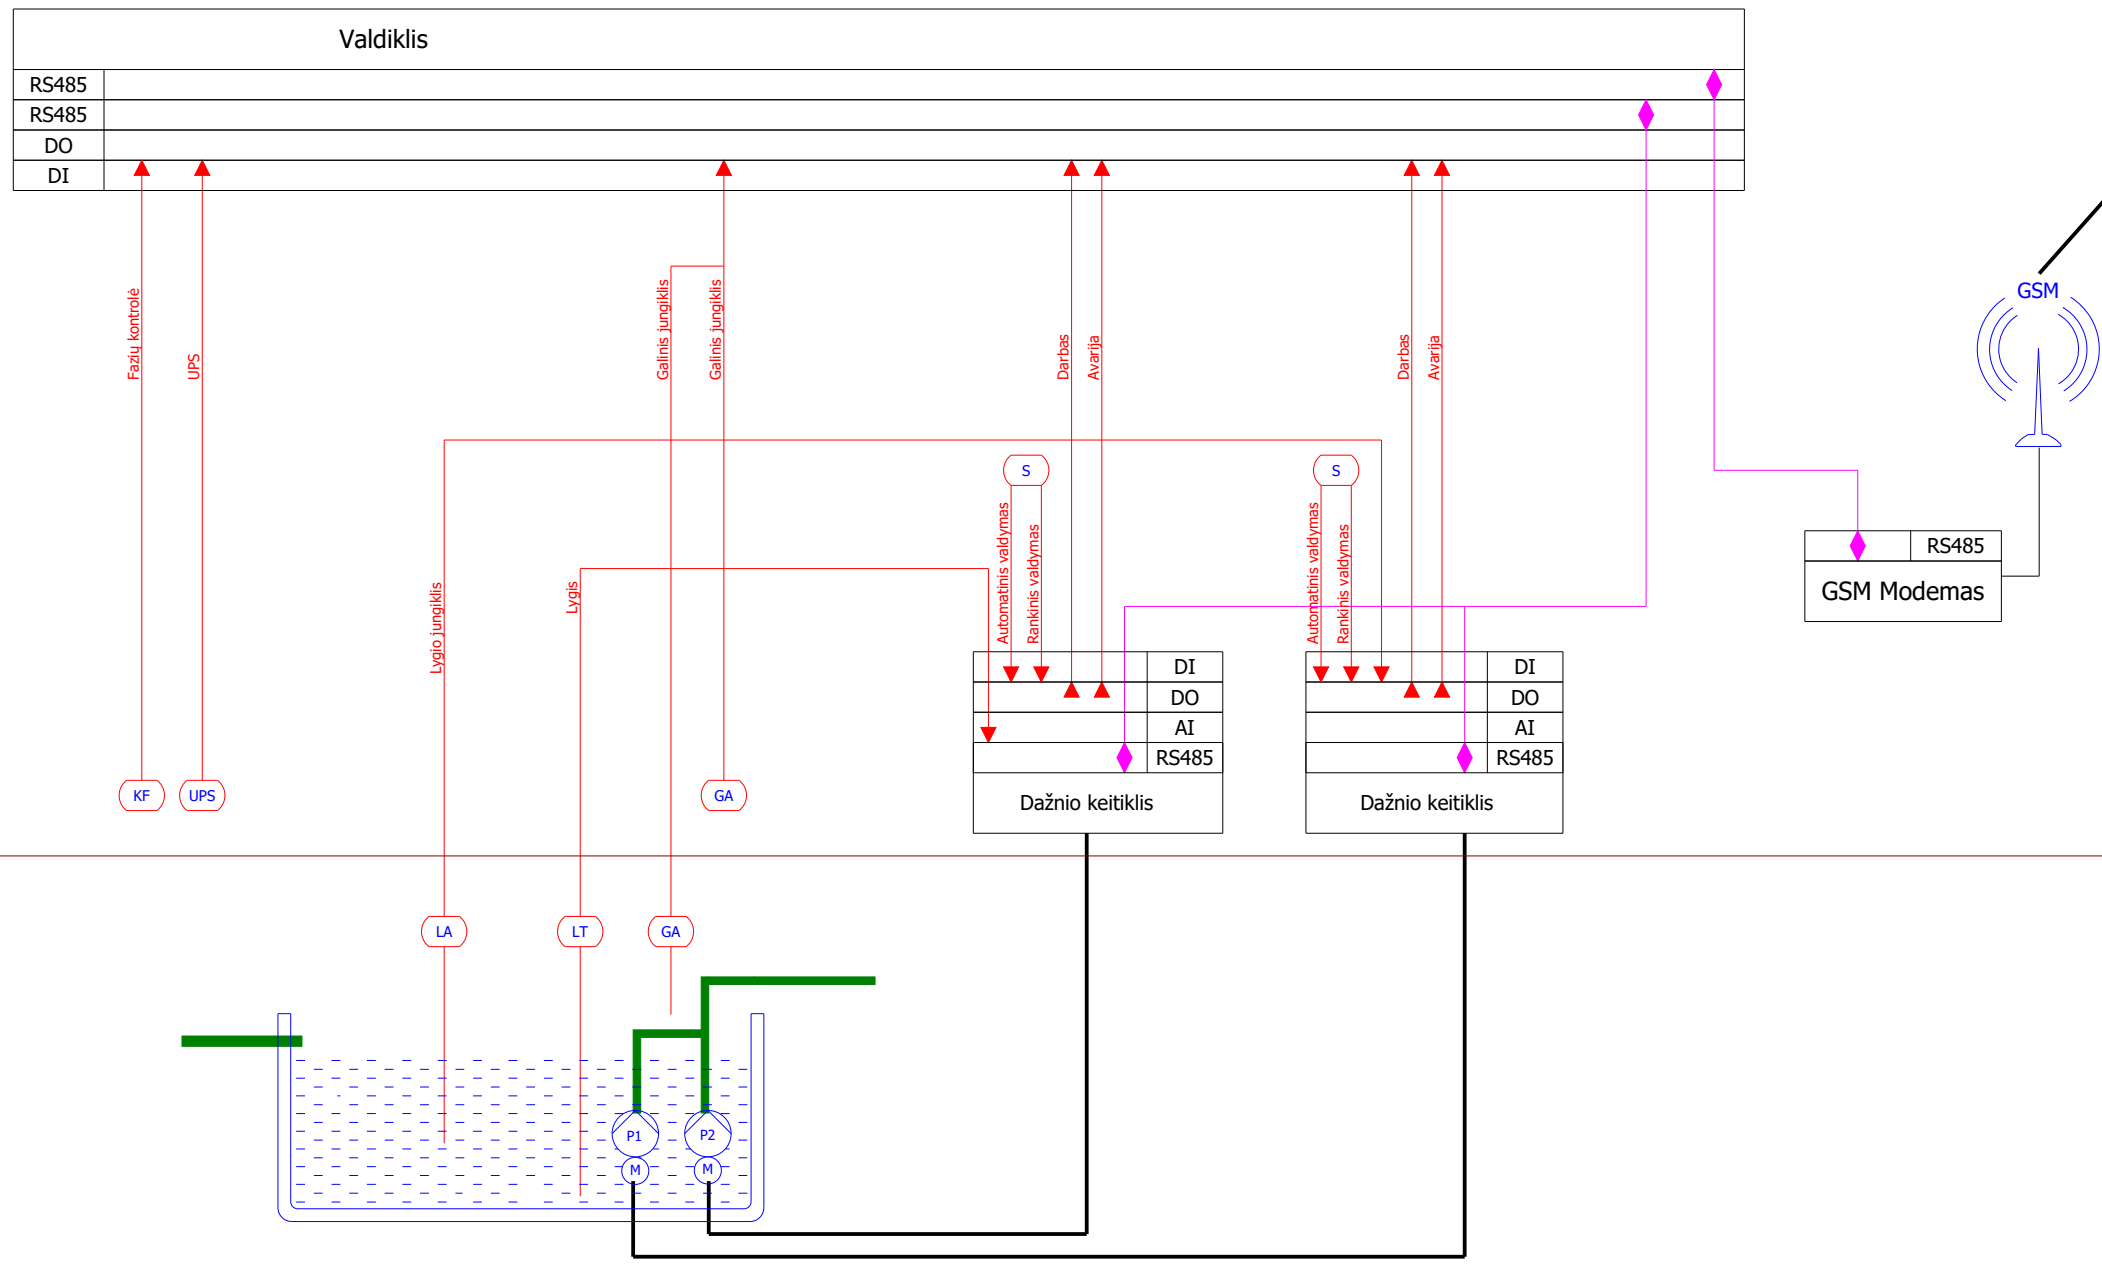 Valdiklis
RS485
RS485
DO
DI
Fazių kontrolė
UPS
Galinis jungiklis
Galinis jungiklis
Darbas
Avarija
Darbas
Avarija
GSM
S
S
Lygio jungiklis
Lygis
Automatinis valdymas
Rankinis valdymas
Automatinis valdymas
Rankinis valdymas
RS485
GSM Modemas
DI
DO
AI
RS485
Dažnio keitiklis
DI
DO
AI
RS485
Dažnio keitiklis
KF
UPS
GA
LA
LT
GA
P1
P2
M
M